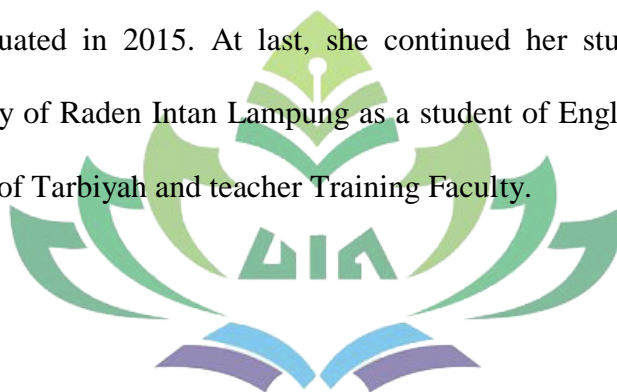 uated in 2015. At last, she continued her stu
y of Raden Intan Lampung as a student of Engl
of Tarbiyah and teacher Training Faculty.
UIN